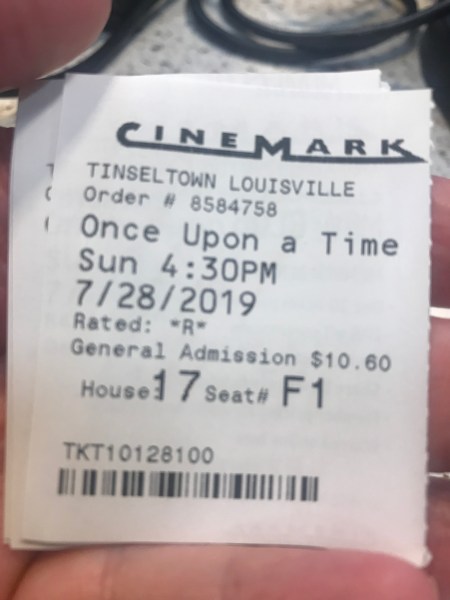 CINEMARK
TINSELTOWN LOUISVILLE
Order # 8584758
Once Upon a Time
Sun 4:30PM
7/28/2019
Rated: *R*
General Admission $10.60
House 17 Seat# F1
TKT10128100